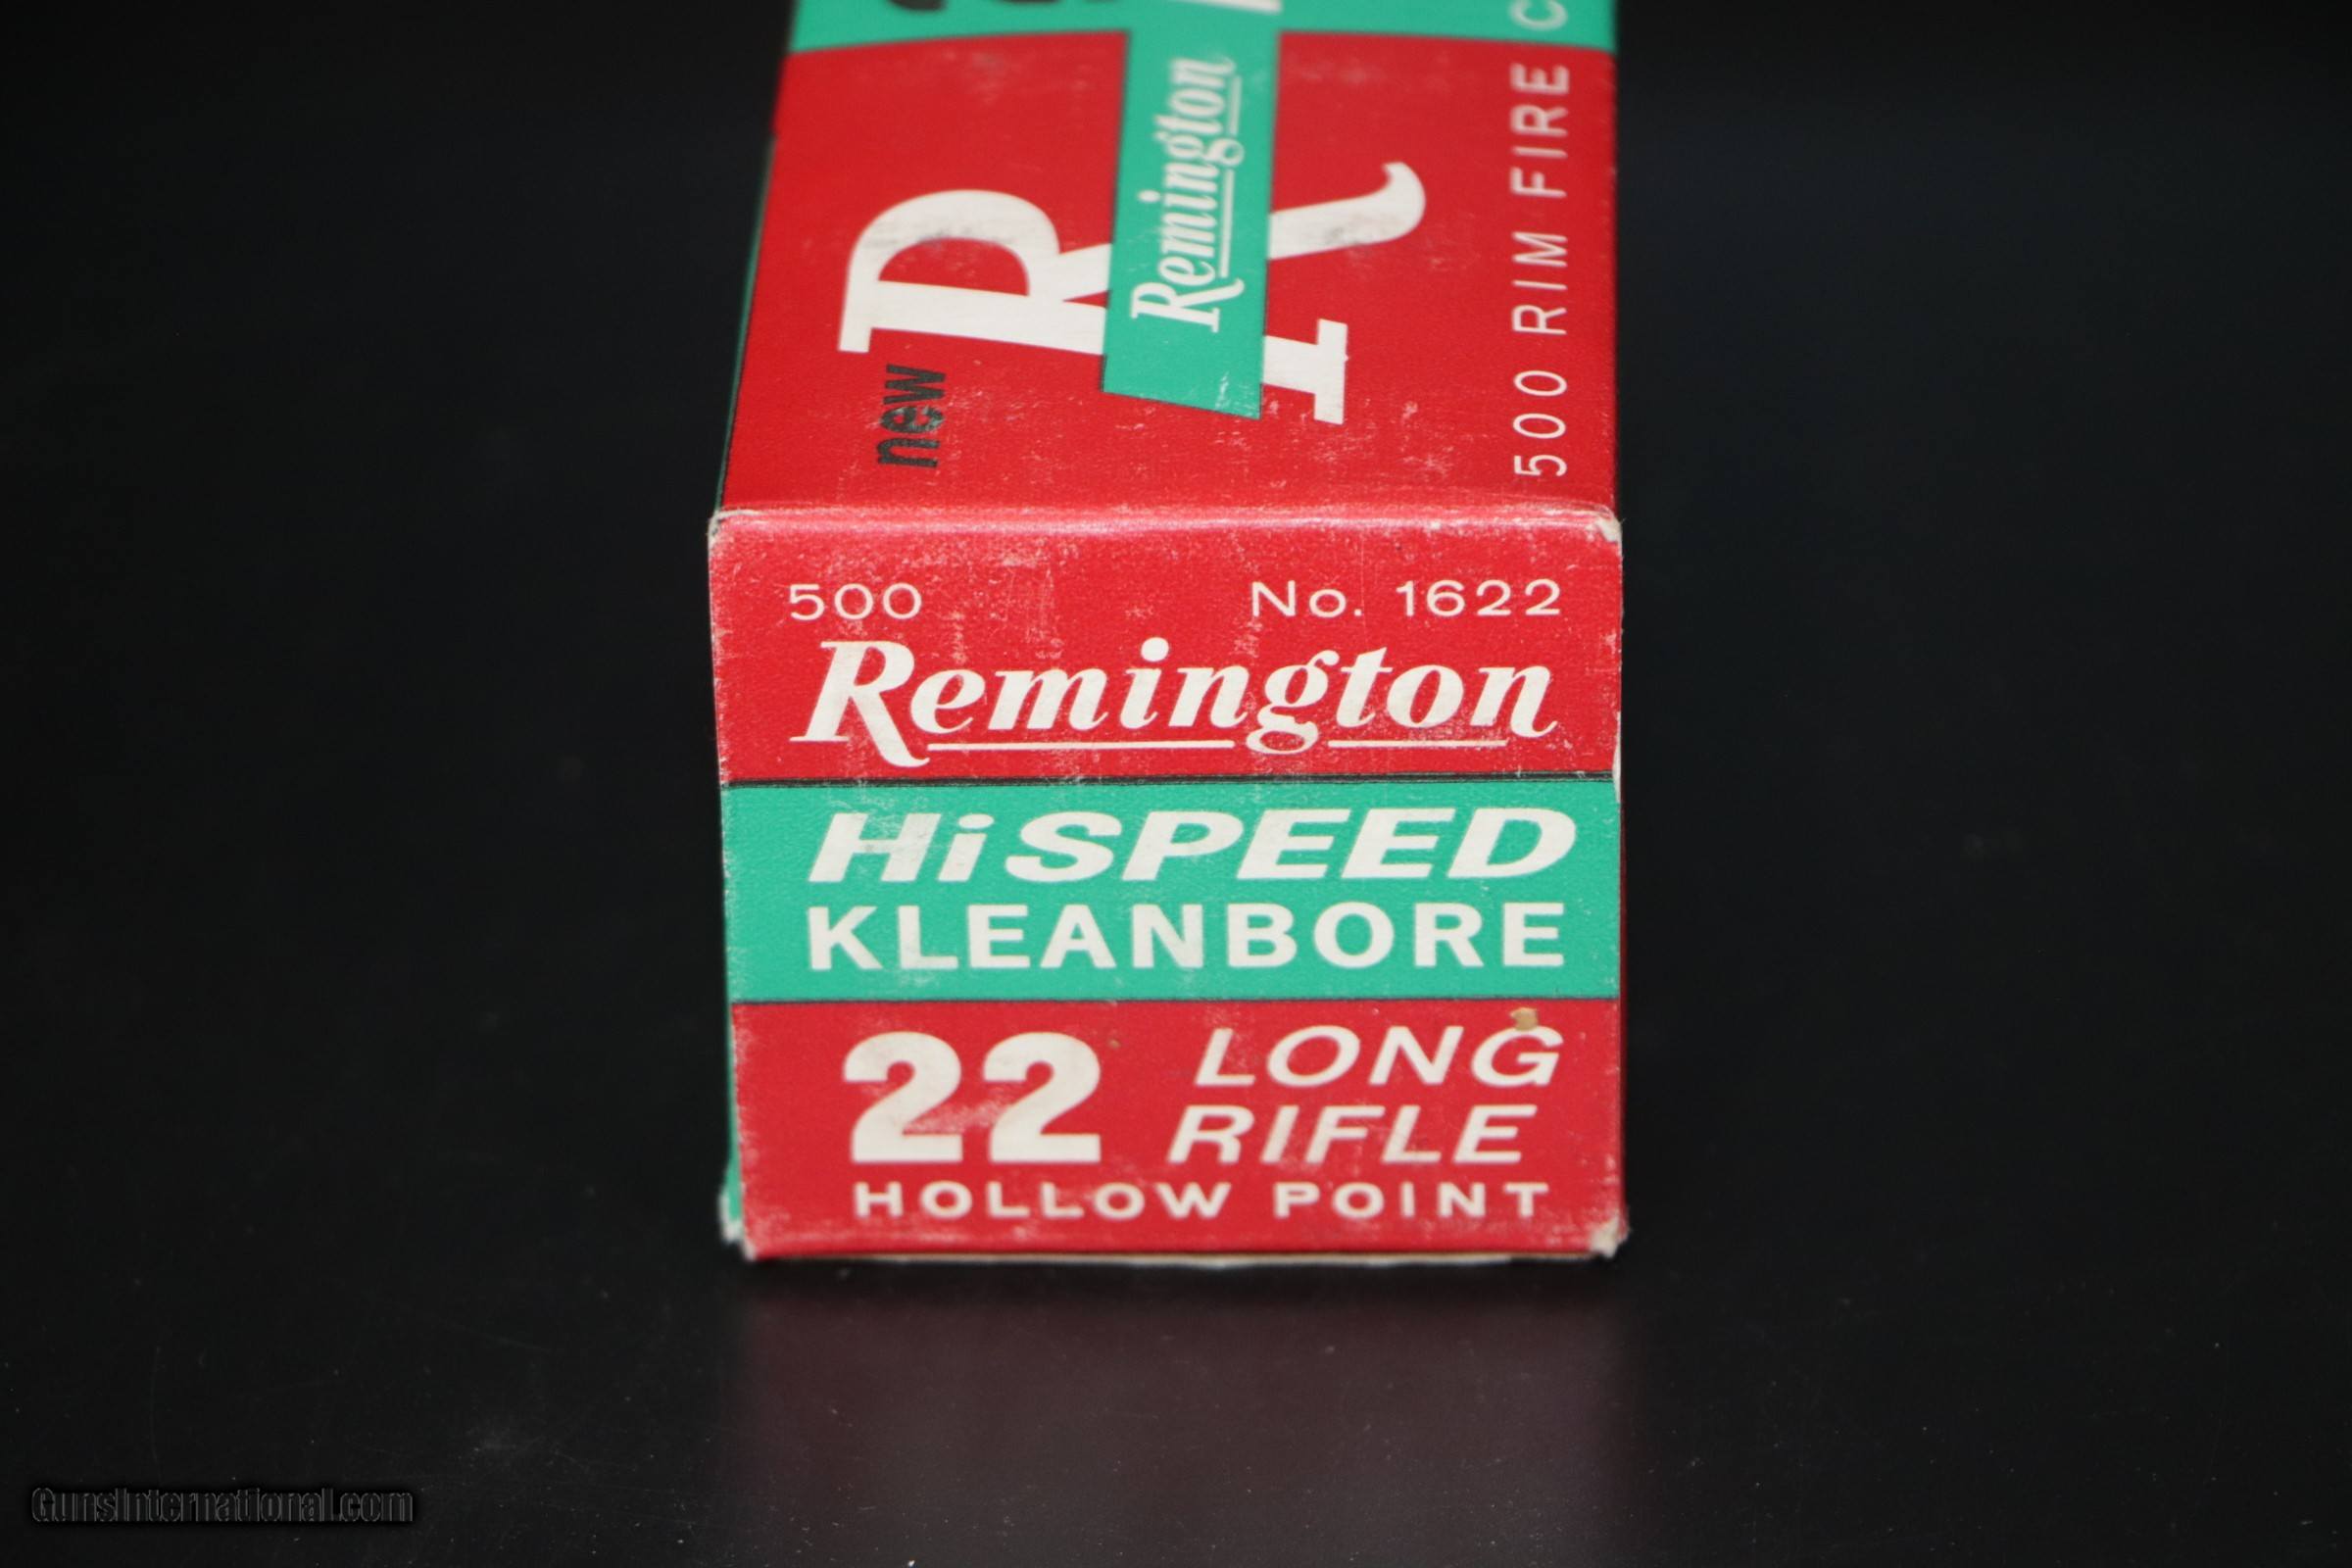 new
Remington
500 RIM FIRE
500 No. 1622
Remington
HiSPEED
KLEANBORE
22 LONG
RIFLE
HOLLOW POINT
GunsInternational.com